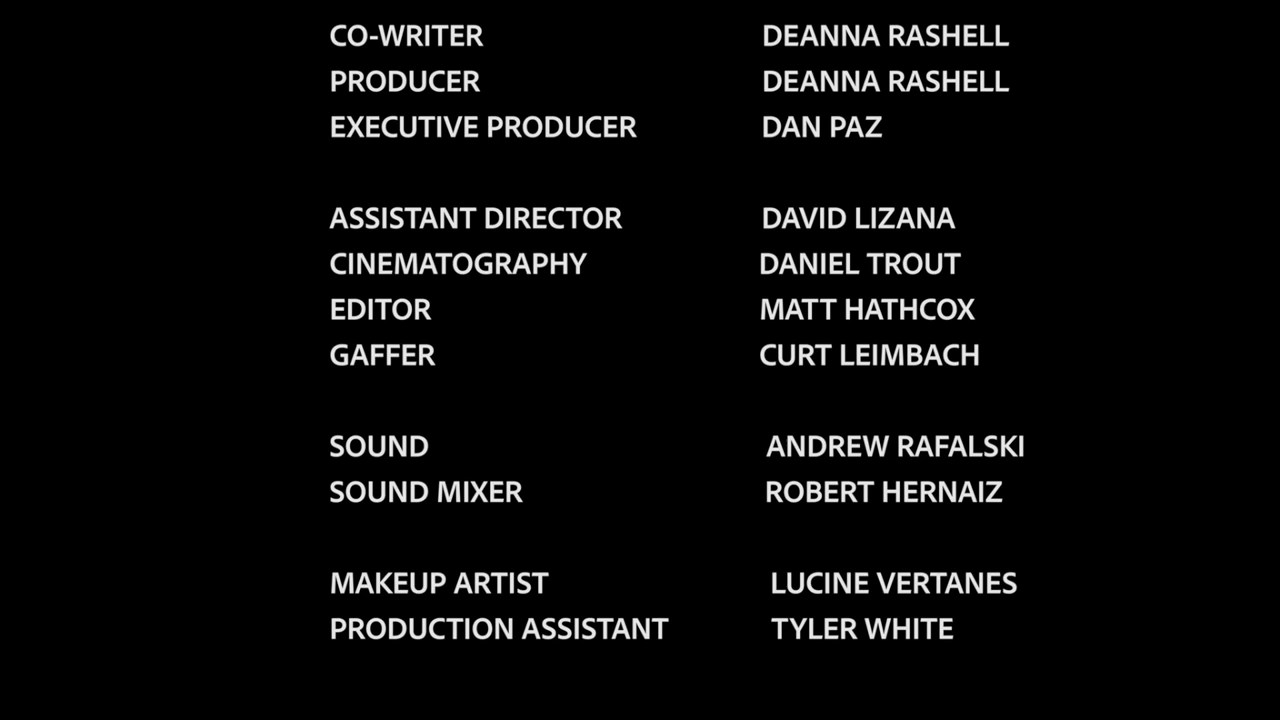 CO-WRITER DEANNA RASHELL
PRODUCER DEANNA RASHELL
EXECUTIVE PRODUCER DAN PAZ
ASSISTANT DIRECTOR DAVID LIZANA
CINEMATOGRAPHY DANIEL TROUT
EDITOR MATT HATHCOX
GAFFER CURT LEIMBACH
SOUND ANDREW RAFALSKI
SOUND MIXER ROBERT HERNAIZ
MAKEUP ARTIST LUCINE VERTANES
PRODUCTION ASSISTANT TYLER WHITE